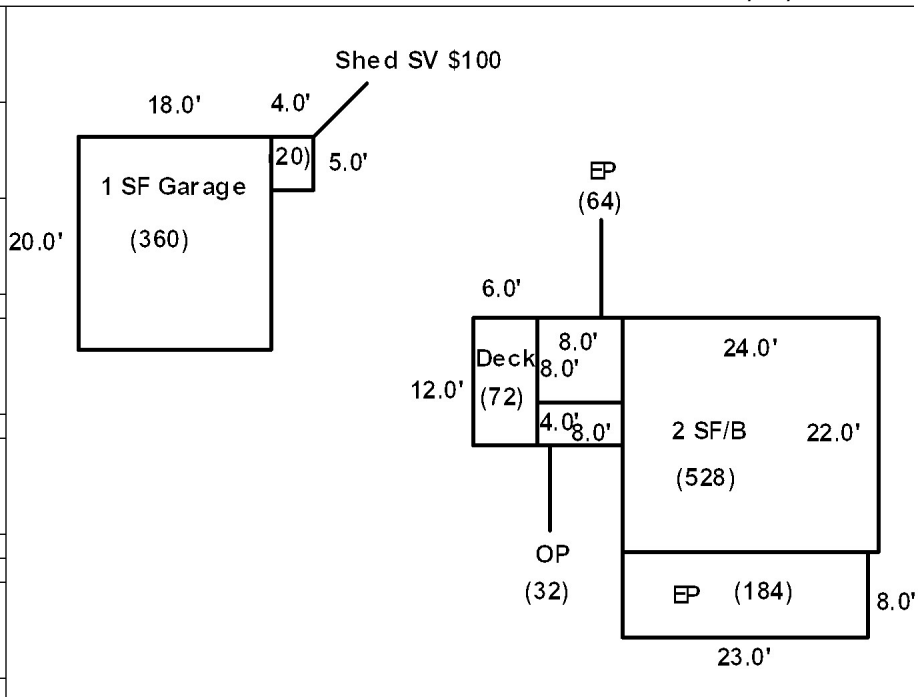 Shed SV $100
18.0'
4.0'
20)
5.0'
1 SF Garage
(360)
20.0'
EP
(64)
6.0'
8.0'
8.0'
24.0'
Deck
(72)
12.0'
4.0'
8.0'
2 SF/B
22.0'
(528)
OP
(32)
EP (184)
8.0'
23.0'